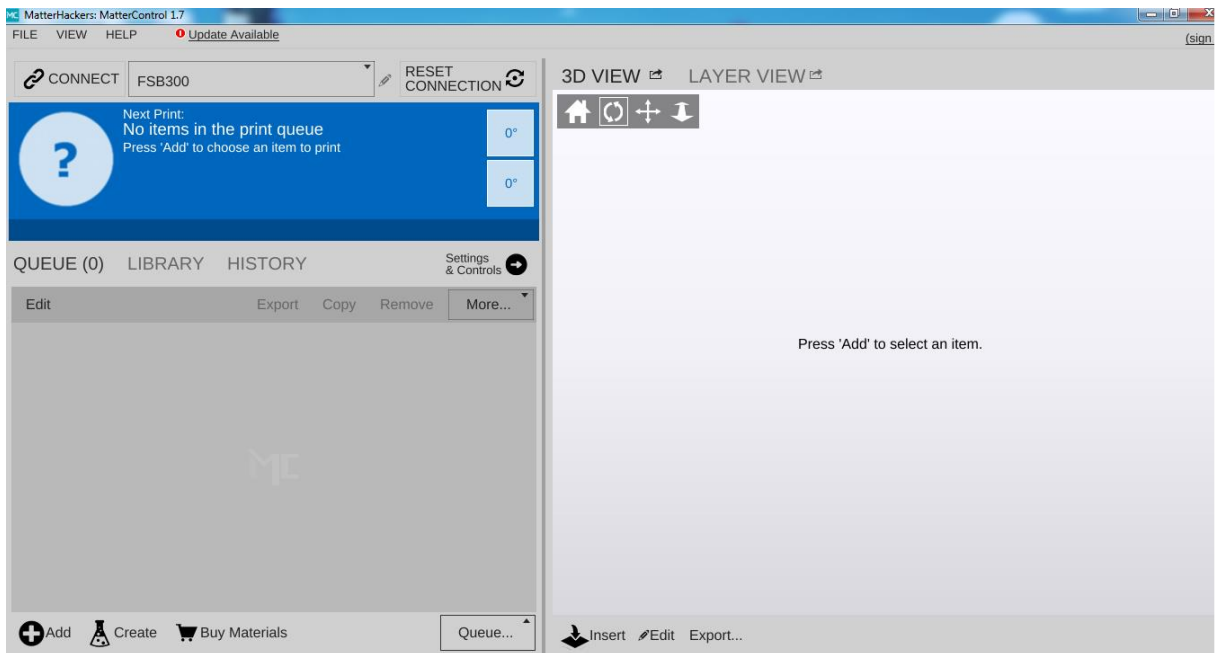 MC MatterHackers: MatterControl 1.7
FILE VIEW HELP Update Available
(sign
CONNECT FSB300 RESET
CONNECTION
Next Print:
No items in the print queue
Press 'Add' to choose an item to print
?
0°
0°
QUEUE (0) LIBRARY HISTORY Settings
& Controls
Edit Export Copy Remove More...
MC
Add Create Buy Materials Queue...
3D VIEW LAYER VIEW
Press 'Add' to select an item.
Insert Edit Export...